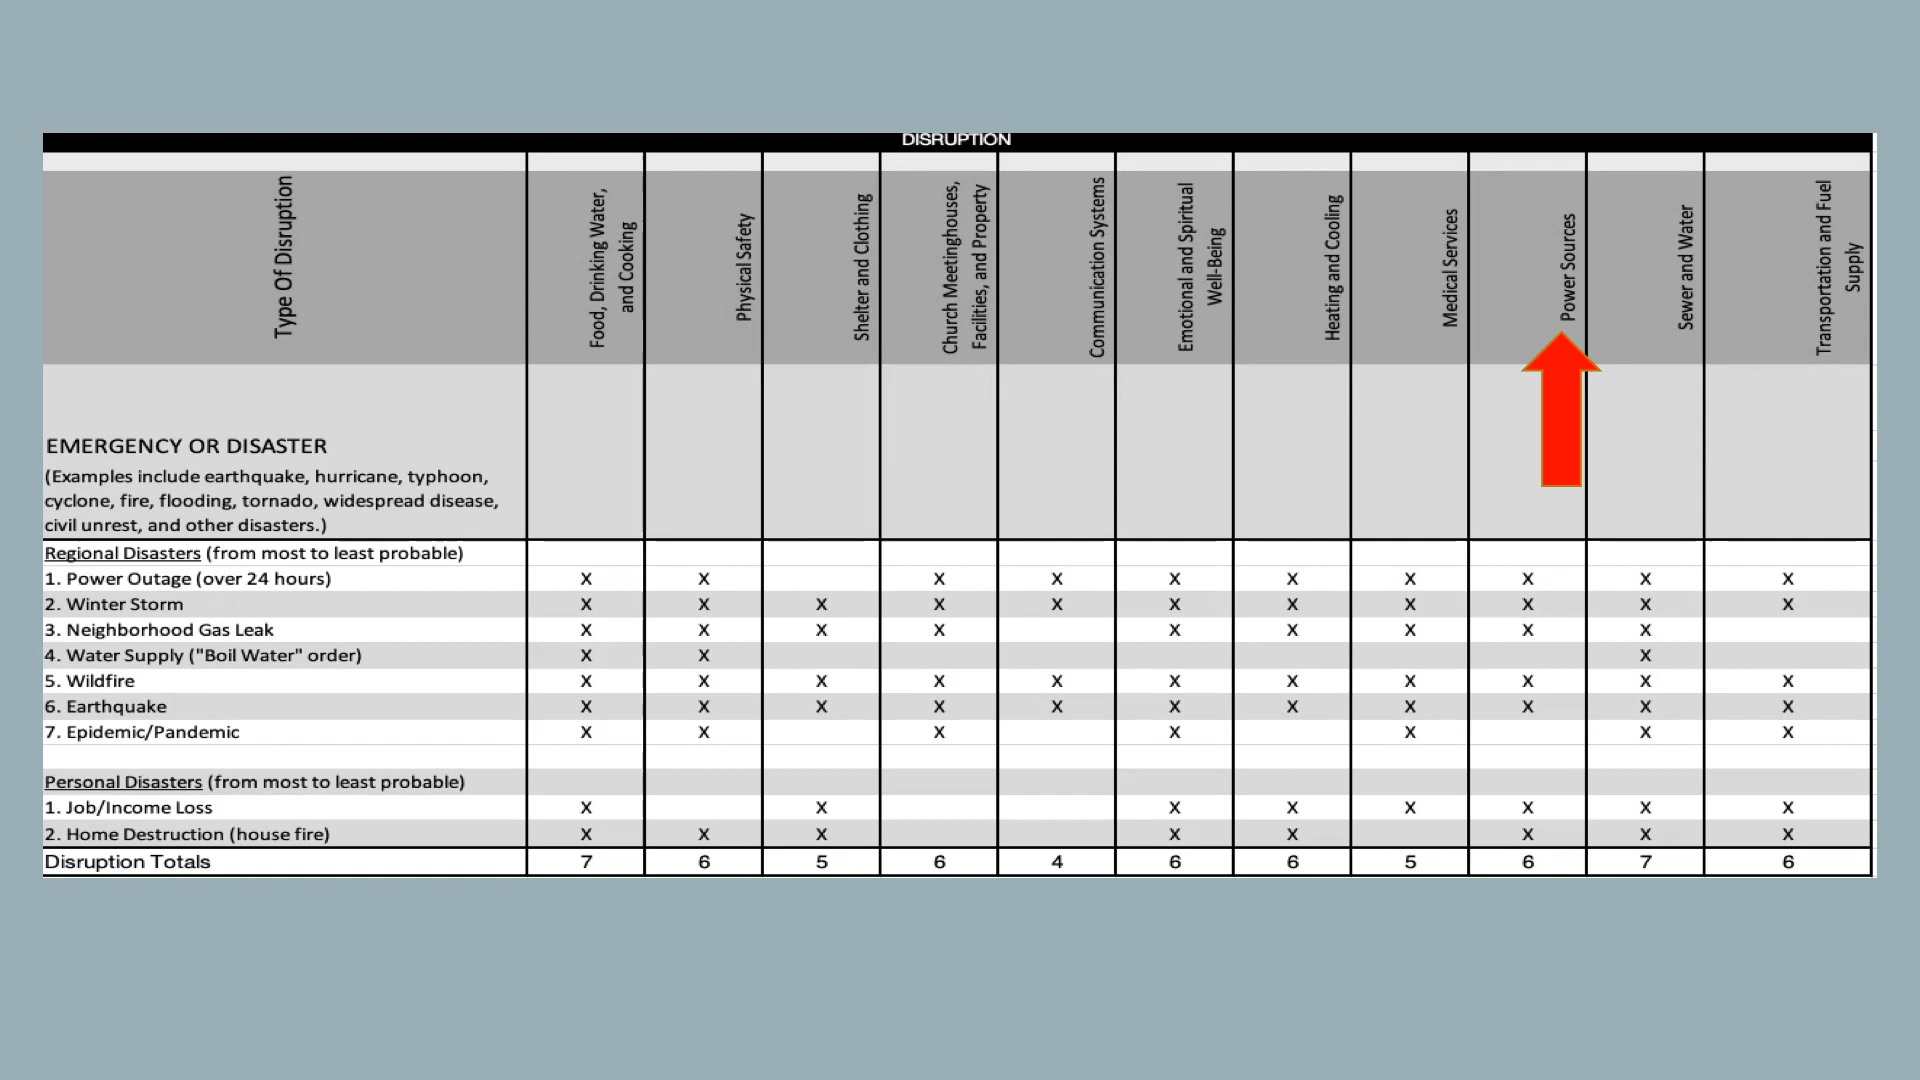 DISRUPTION
Type Of Disruption
Food, Drinking Water,
and Cooking
Physical Safety
Shelter and Clothing
Church Meetinghouses,
Facilities, and Property
Communication Systems
Emotional and Spiritual
Well-Being
Heating and Cooling
Medical Services
Power Sources
Sewer and Water
Transportation and Fuel
Supply
EMERGENCY OR DISASTER
(Examples include earthquake, hurricane, typhoon,
cyclone, fire, flooding, tornado, widespread disease,
civil unrest, and other disasters.)
Regional Disasters (from most to least probable)
1. Power Outage (over 24 hours) X X X X X X X X X X
2. Winter Storm X X X X X X X X X X X
3. Neighborhood Gas Leak X X X X X X X X X
4. Water Supply ("Boil Water" order) X X X
5. Wildfire X X X X X X X X X X X
6. Earthquake X X X X X X X X X X X
7. Epidemic/Pandemic X X X X X X X
Personal Disasters (from most to least probable)
1. Job/Income Loss X X X X X X X X
2. Home Destruction (house fire) X X X X X X X X
Disruption Totals 7 6 5 6 4 6 6 5 6 7 6